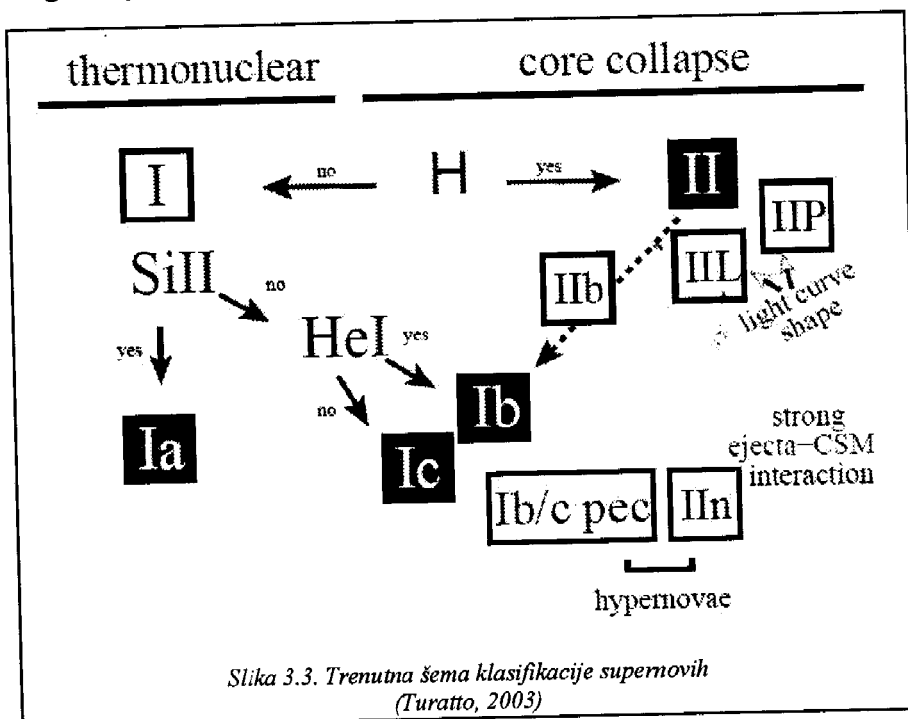 thermonuclear core collapse
I no H yes II
IIP
SiII no
IIb IIL
light curve
shape
HeI yes
yes
no Ib
Ia Ic
strong
ejecta–CSM
interaction
Ib/c pec IIn
hypernovae
Slika 3.3. Trenutna šema klasifikacije supernovih
(Turatto, 2003)